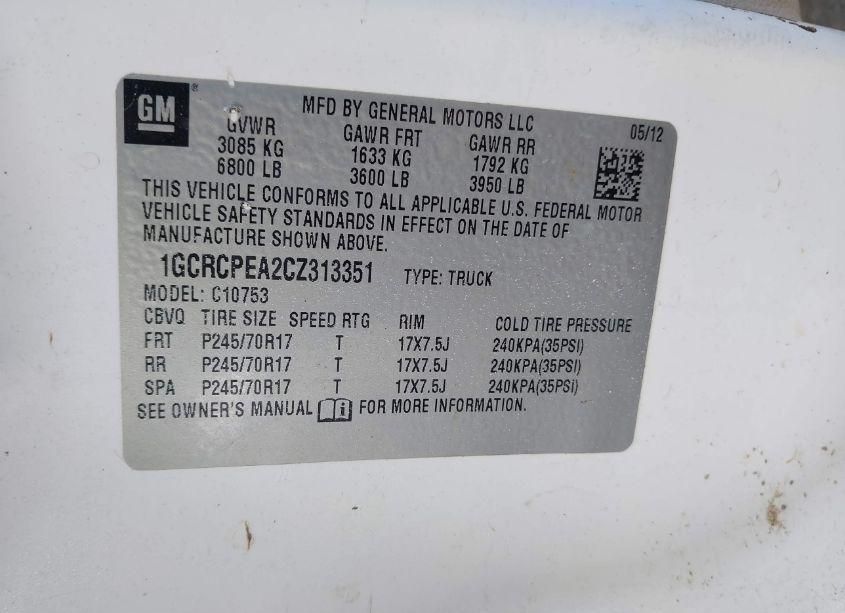 GM ®
MFD BY GENERAL MOTORS LLC 05/12
GVWR GAWR FRT GAWR RR
3085 KG 1633 KG 1792 KG
6800 LB 3600 LB 3950 LB
THIS VEHICLE CONFORMS TO ALL APPLICABLE U.S. FEDERAL MOTOR
VEHICLE SAFETY STANDARDS IN EFFECT ON THE DATE OF
MANUFACTURE SHOWN ABOVE.
1GCRCPEA2CZ313351 TYPE: TRUCK
MODEL: C10753
CBVQ TIRE SIZE SPEED RTG RIM COLD TIRE PRESSURE
FRT P245/70R17 T 17X7.5J 240KPA(35PSI)
RR P245/70R17 T 17X7.5J 240KPA(35PSI)
SPA P245/70R17 T 17X7.5J 240KPA(35PSI)
SEE OWNER'S MANUAL i FOR MORE INFORMATION.